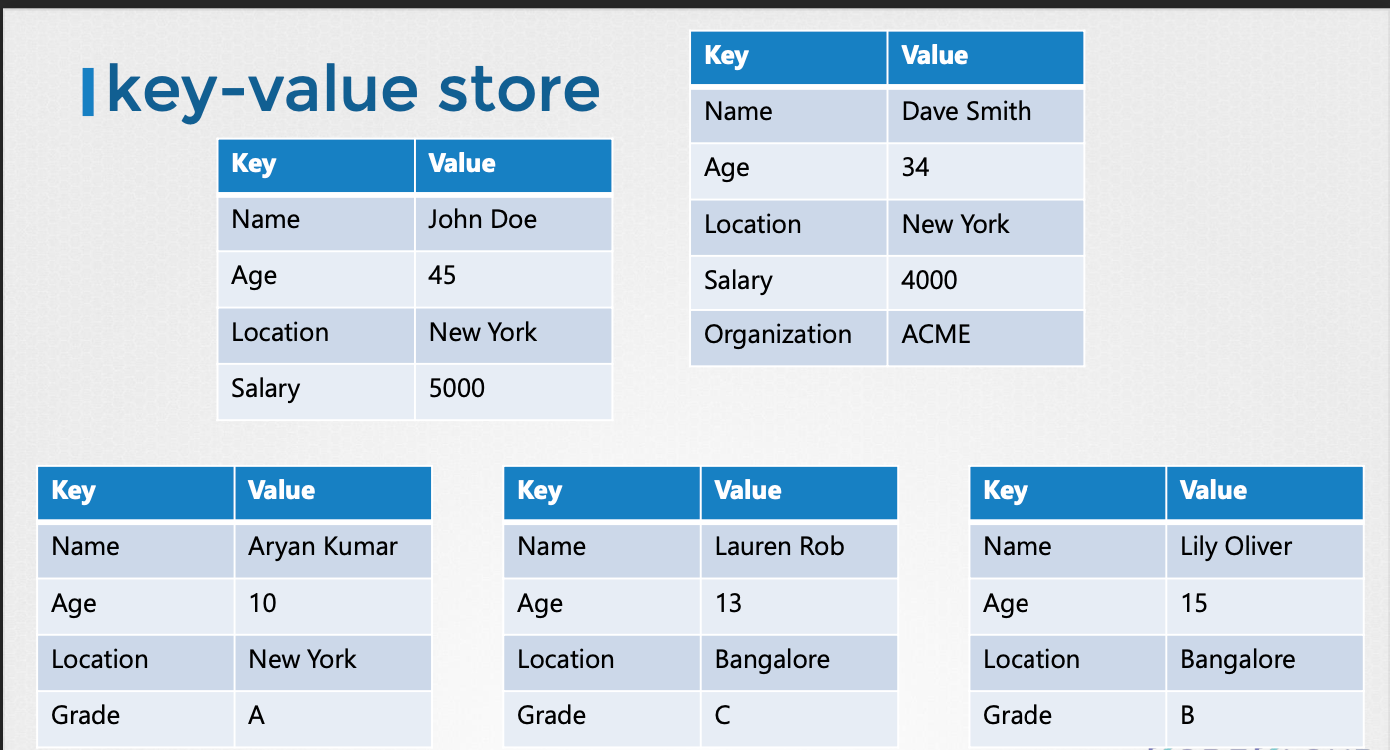 key-value store
Key Value
Name John Doe
Age 45
Location New York
Salary 5000
Key Value
Name Dave Smith
Age 34
Location New York
Salary 4000
Organization ACME
Key Value
Name Aryan Kumar
Age 10
Location New York
Grade A
Key Value
Name Lauren Rob
Age 13
Location Bangalore
Grade C
Key Value
Name Lily Oliver
Age 15
Location Bangalore
Grade B